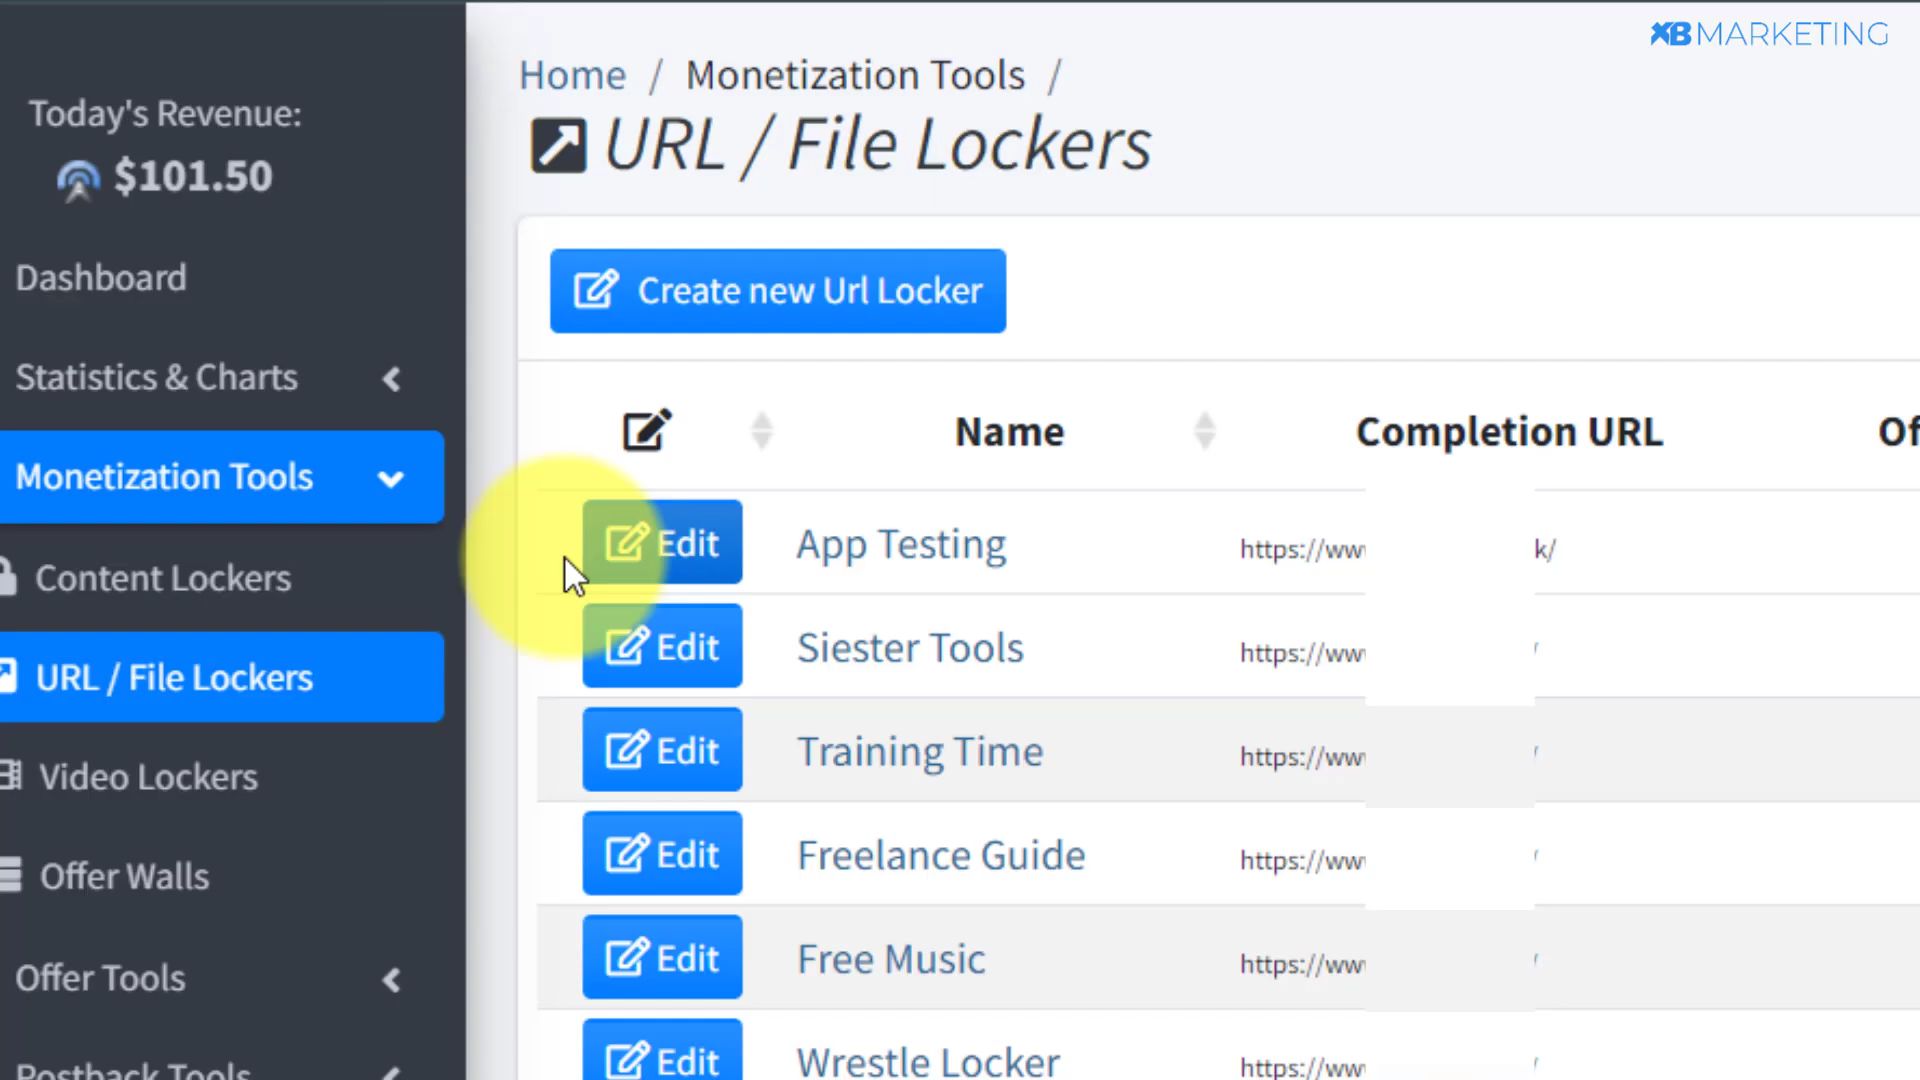 XB MARKETING
Today's Revenue:
$101.50
Dashboard
Statistics & Charts
Monetization Tools
Content Lockers
URL / File Lockers
Video Lockers
Offer Walls
Offer Tools
Postback Tools
Home / Monetization Tools /
URL / File Lockers
Create new Url Locker
Name Completion URL Of
Edit App Testing https://ww k/
Edit Siester Tools https://ww /
Edit Training Time https://ww /
Edit Freelance Guide https://ww /
Edit Free Music https://ww /
Edit Wrestle Locker https://ww /